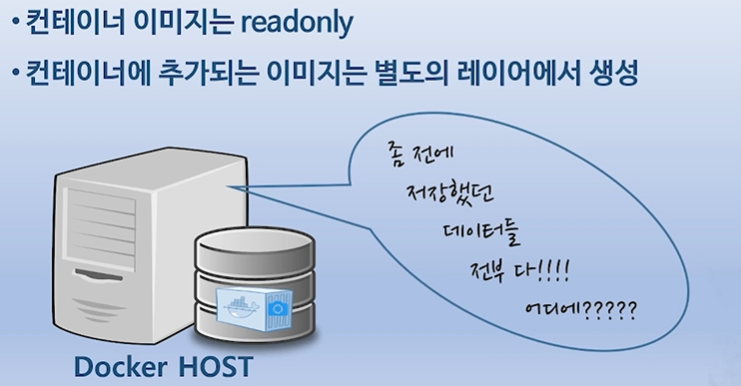 • 컨테이너 이미지는 readonly
• 컨테이너에 추가되는 이미지는 별도의 레이어에서 생성
좀 전에
저장했던
데이터들
전부 다!!!!
어디에?????
Docker HOST